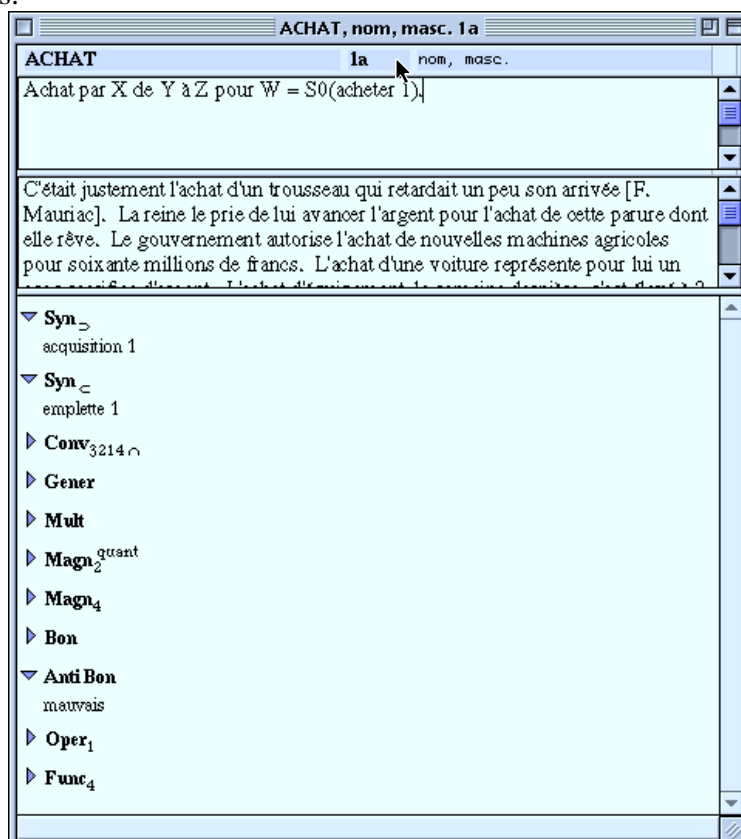 s.
ACHAT, nom, masc. 1a
ACHAT 1a nom, masc.
Achat par X de Y à Z pour W = S0(acheter 1).
C'était justement l'achat d'un trousseau qui retardait un peu son arrivée [F.
Mauriac]. La reine le prie de lui avancer l'argent pour l'achat de cette parure dont
elle rêve. Le gouvernement autorise l'achat de nouvelles machines agricoles
pour soixante millions de francs. L'achat d'une voiture représente pour lui un
Syn⊃
acquisition 1
Syn⊂
emplette 1
Conv3214∩
Gener
Mult
Magn2quant
Magn4
Bon
AntiBon
mauvais
Oper1
Func4